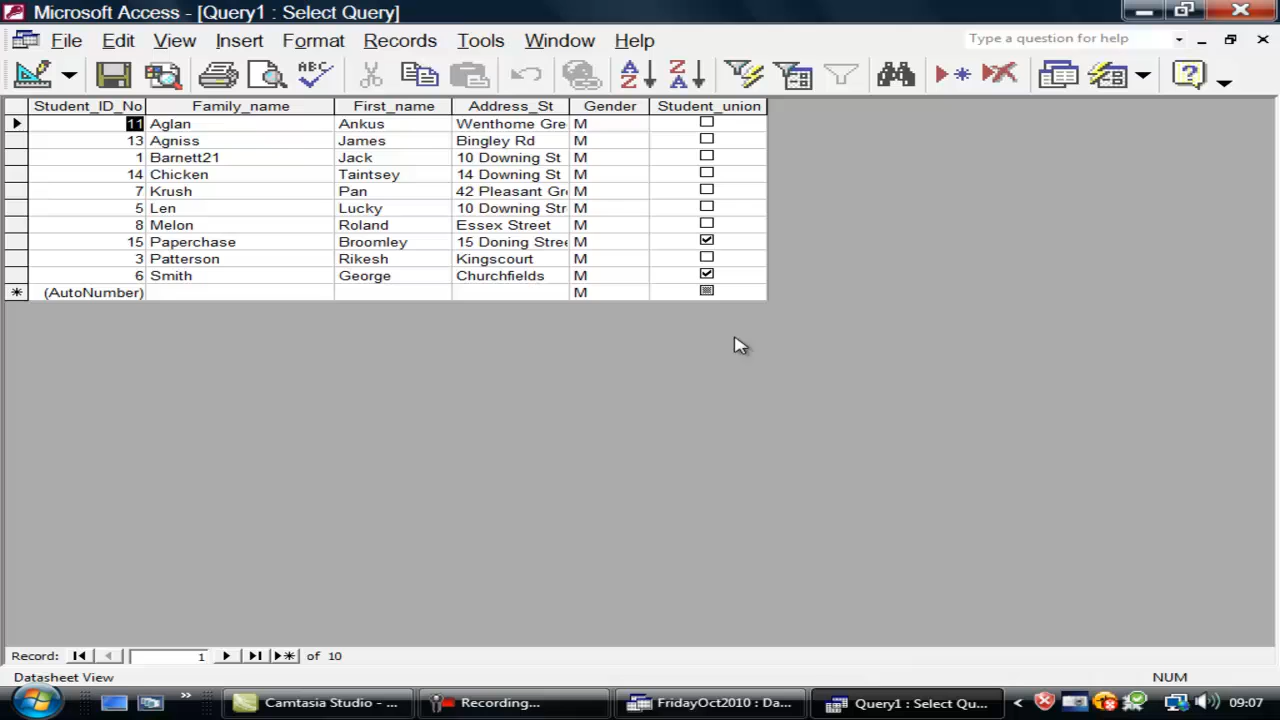 Microsoft Access - [Query1 : Select Query]
File Edit View Insert Format Records Tools Window Help Type a question for help
ABC A Z Z A
Student_ID_No Family_name First_name Address_St Gender Student_union
11 Aglan Ankus Wenthome Gre M
13 Agniss James Bingley Rd M
1 Barnett21 Jack 10 Downing St M
14 Chicken Taintsey 14 Downing St M
7 Krush Pan 42 Pleasant Gr M
5 Len Lucky 10 Downing Str M
8 Melon Roland Essex Street M
15 Paperchase Broomley 15 Doning Stree M
3 Patterson Rikesh Kingscourt M
6 Smith George Churchfields M
(AutoNumber) M
Record: 1 of 10
Datasheet View NUM
Camtasia Studio - ... Recording... FridayOct2010 : Da... Query1 : Select Qu... 09:07